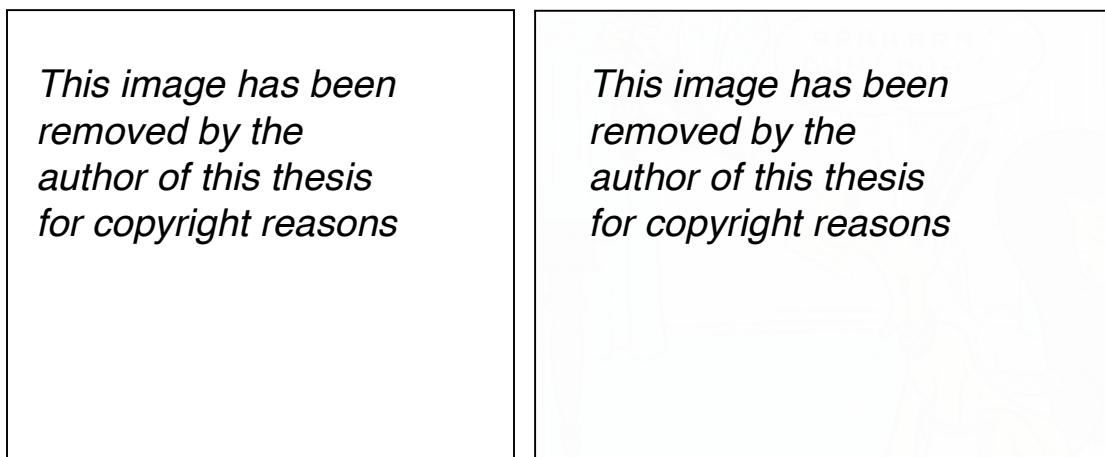 This image has been
removed by the
author of this thesis
for copyright reasons
This image has been
removed by the
author of this thesis
for copyright reasons